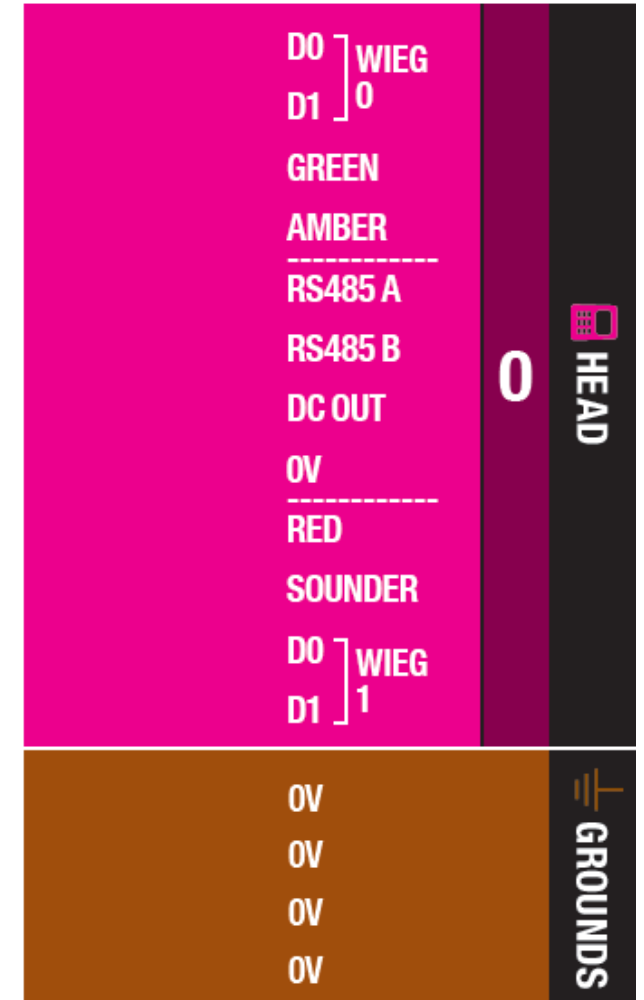 D0
WIEG
D1
0
GREEN
AMBER
RS485 A
RS485 B
DC OUT
0V
RED
SOUNDER
D0
WIEG
D1
1
0
HEAD
0V
0V
0V
0V
GROUNDS